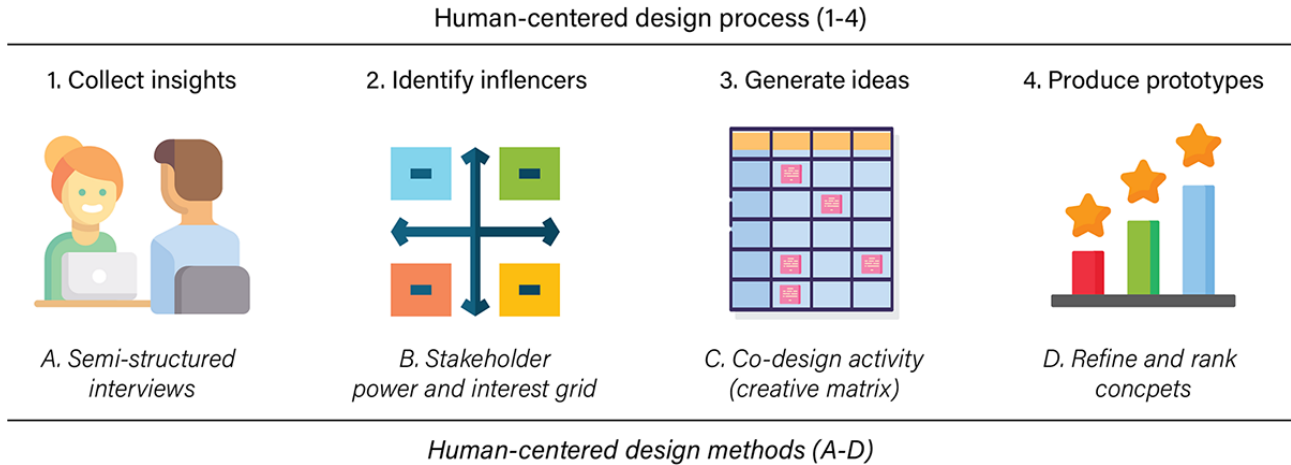 Human-centered design process (1-4)
1. Collect insights
2. Identify inflencers
3. Generate ideas
4. Produce prototypes
A. Semi-structured
interviews
B. Stakeholder
power and interest grid
C. Co-design activity
(creative matrix)
D. Refine and rank
concpets
Human-centered design methods (A-D)